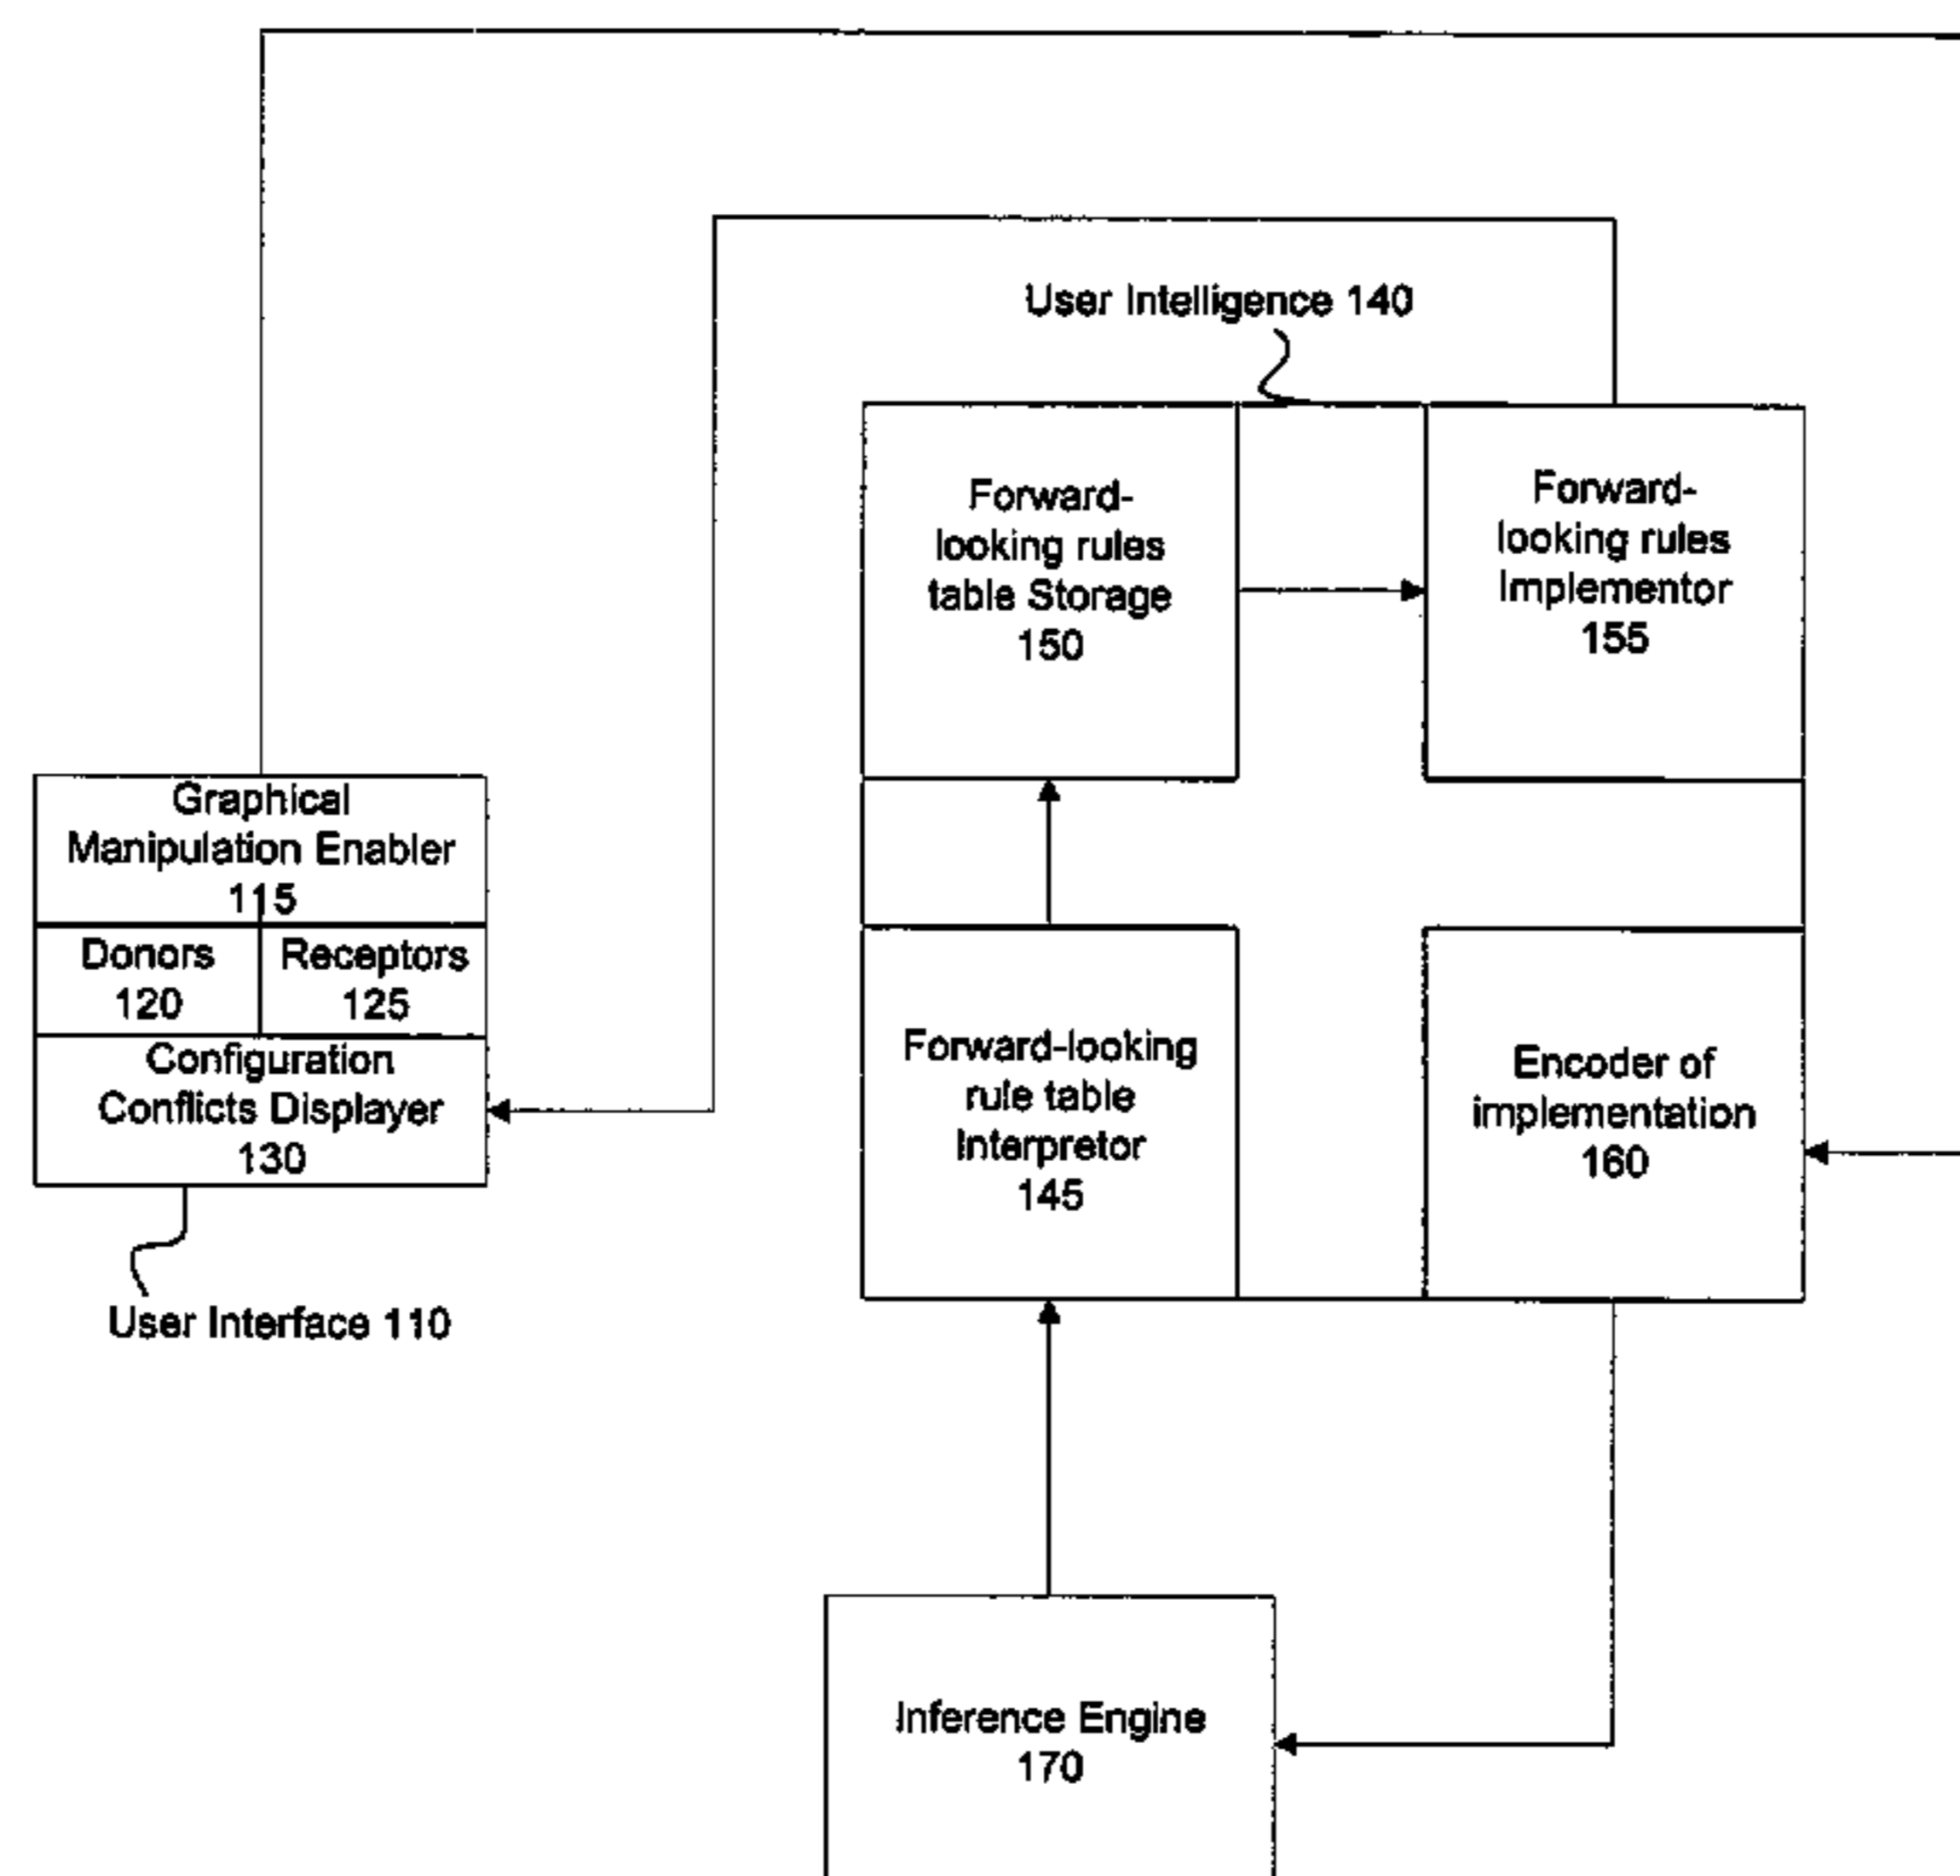 User Intelligence 140
Forward-
looking rules
table Storage
150
Forward-
looking rules
Implementor
155
Graphical
Manipulation Enabler
115
Donors
120
Receptors
125
Configuration
Conflicts Displayer
130
User Interface 110
Forward-looking
rule table
Interpretor
145
Encoder of
implementation
160
Inference Engine
170